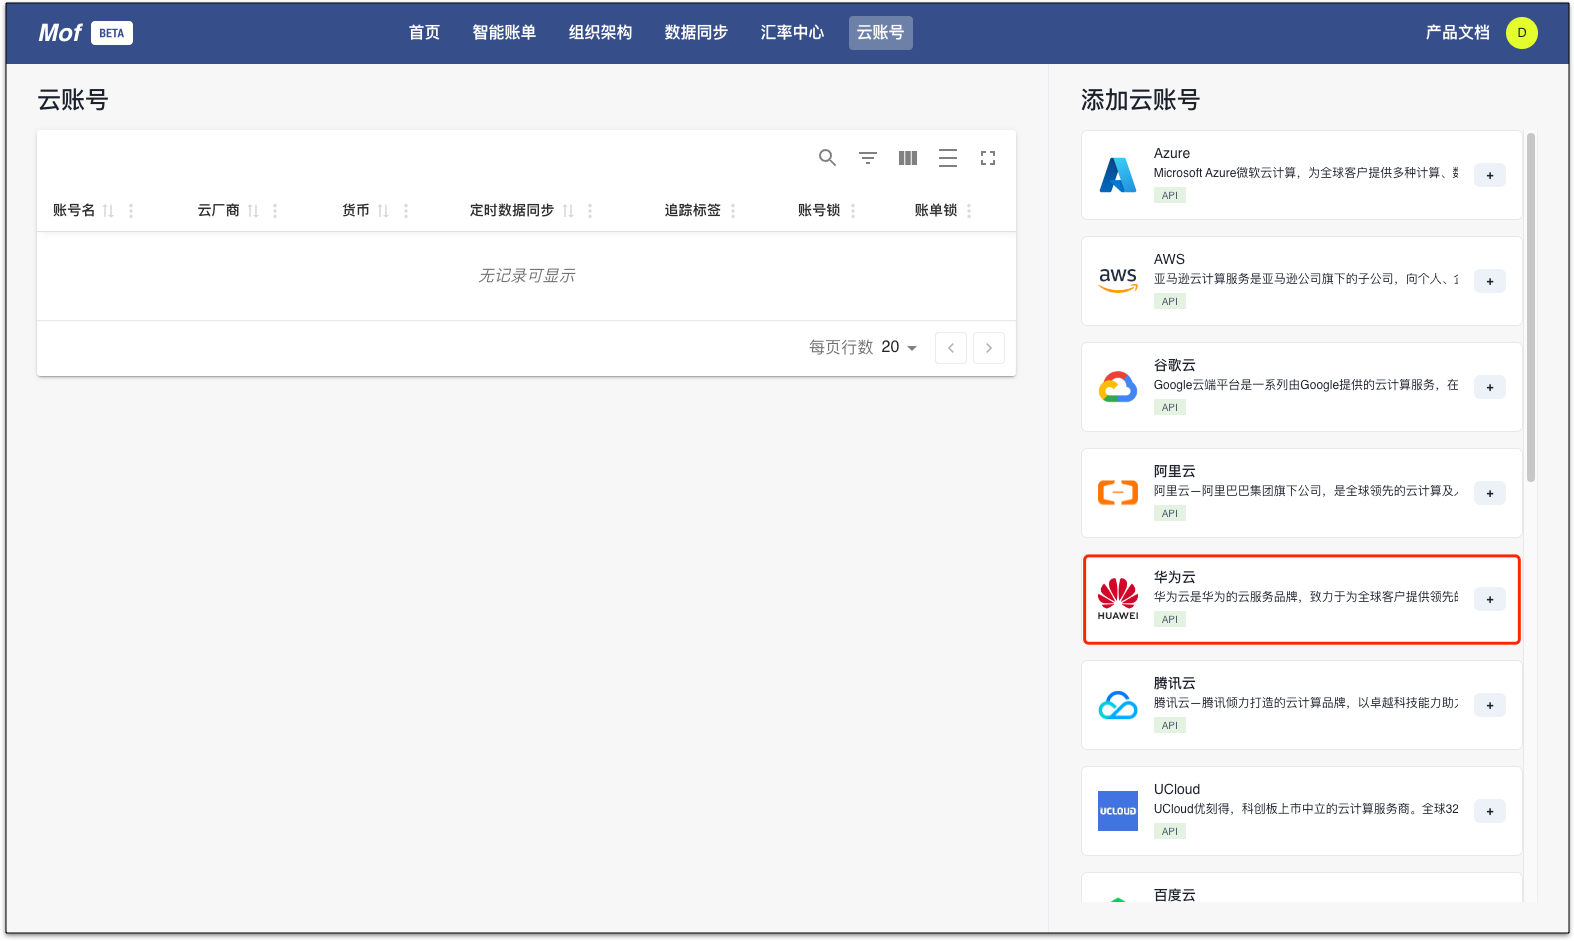 Mof BETA 首页 智能账单 组织架构 数据同步 汇率中心 云账号 产品文档 D
云账号
账号名 云厂商 货币 定时数据同步 追踪标签 账号锁 账单锁
无记录可显示
每页行数 20
添加云账号
Azure
Microsoft Azure微软云计算，为全球客户提供多种计算、
API
+
aws
AWS
亚马逊云计算服务是亚马逊公司旗下的子公司，向个人、
API
+
谷歌云
Google云端平台是一系列由Google提供的云计算服务，在
API
+
阿里云
阿里云—阿里巴巴集团旗下公司，是全球领先的云计算及
API
+
HUAWEI
华为云
华为云是华为的云服务品牌，致力于为全球客户提供领先
API
+
腾讯云
腾讯云—腾讯倾力打造的云计算品牌，以卓越科技能力助
API
+
UCLOUD
UCloud
UCloud优刻得，科创板上市中立的云计算服务商。全球32
API
+
百度云